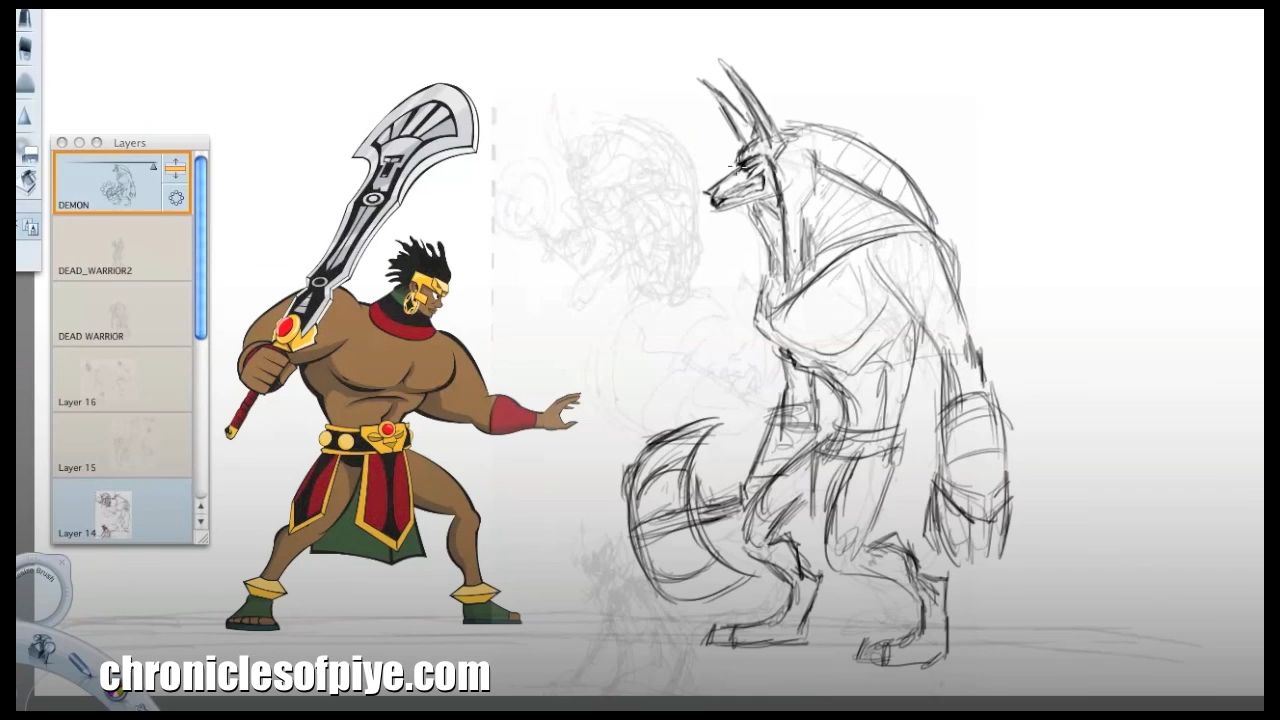 Layers
DEMON
DEAD_WARRIOR2
DEAD WARRIOR
Layer 16
Layer 15
Layer 14
chroniclesofpiye.com